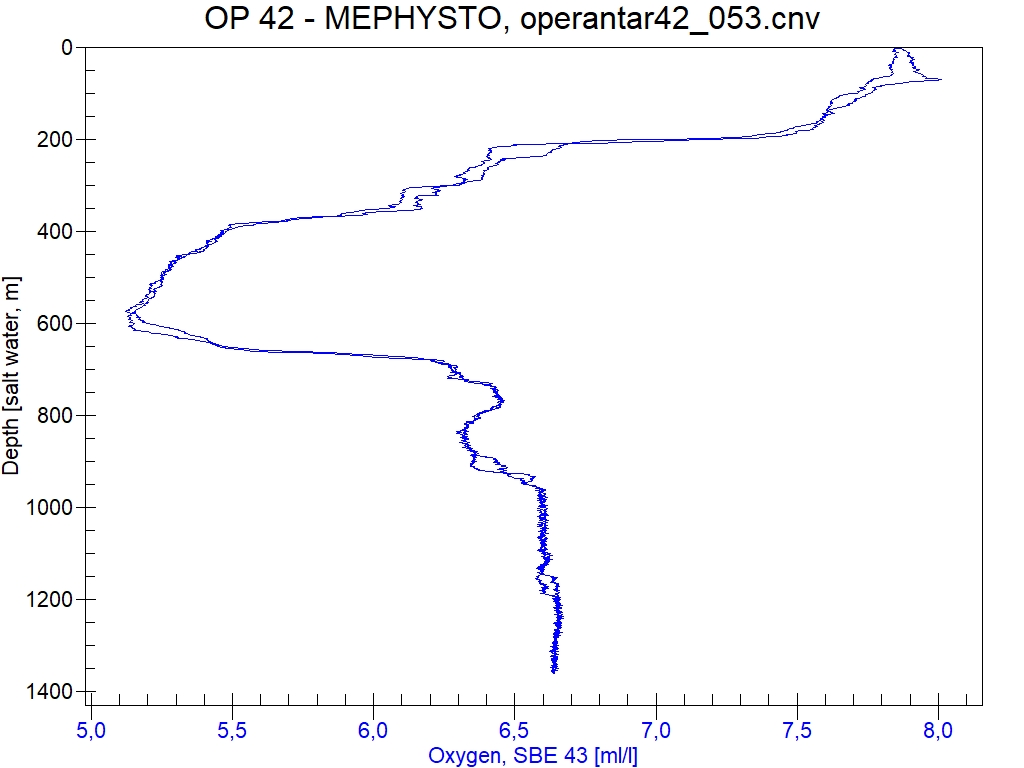 OP 42 - MEPHYSTO, operantar42_053.cnv
0
200
400
600
800
1000
1200
1400
Depth [salt water, m]
5,0 5,5 6,0 6,5 7,0 7,5 8,0
Oxygen, SBE 43 [ml/l]